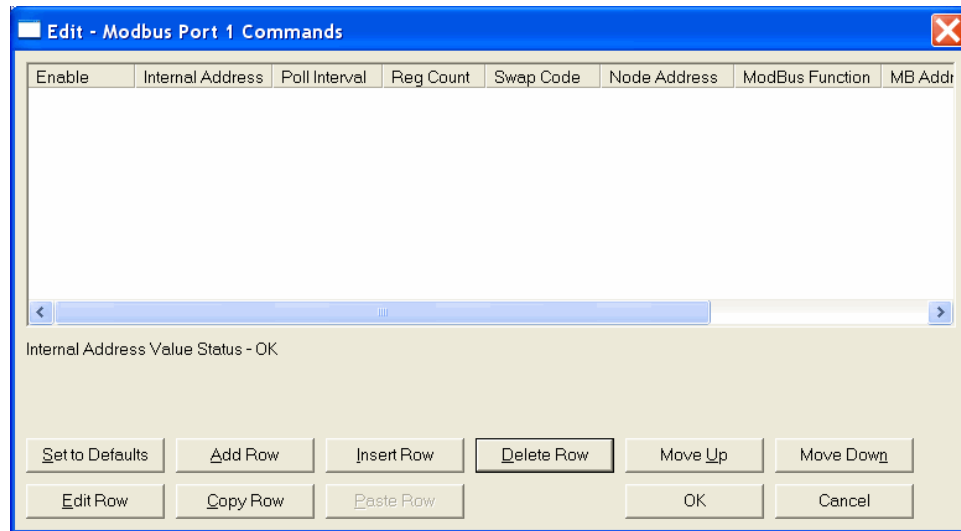 Edit - Modbus Port 1 Commands
Enable Internal Address Poll Interval Reg Count Swap Code Node Address ModBus Function MB Addr
Internal Address Value Status - OK
Set to Defaults Add Row Insert Row Delete Row Move Up Move Down
Edit Row Copy Row Paste Row OK Cancel